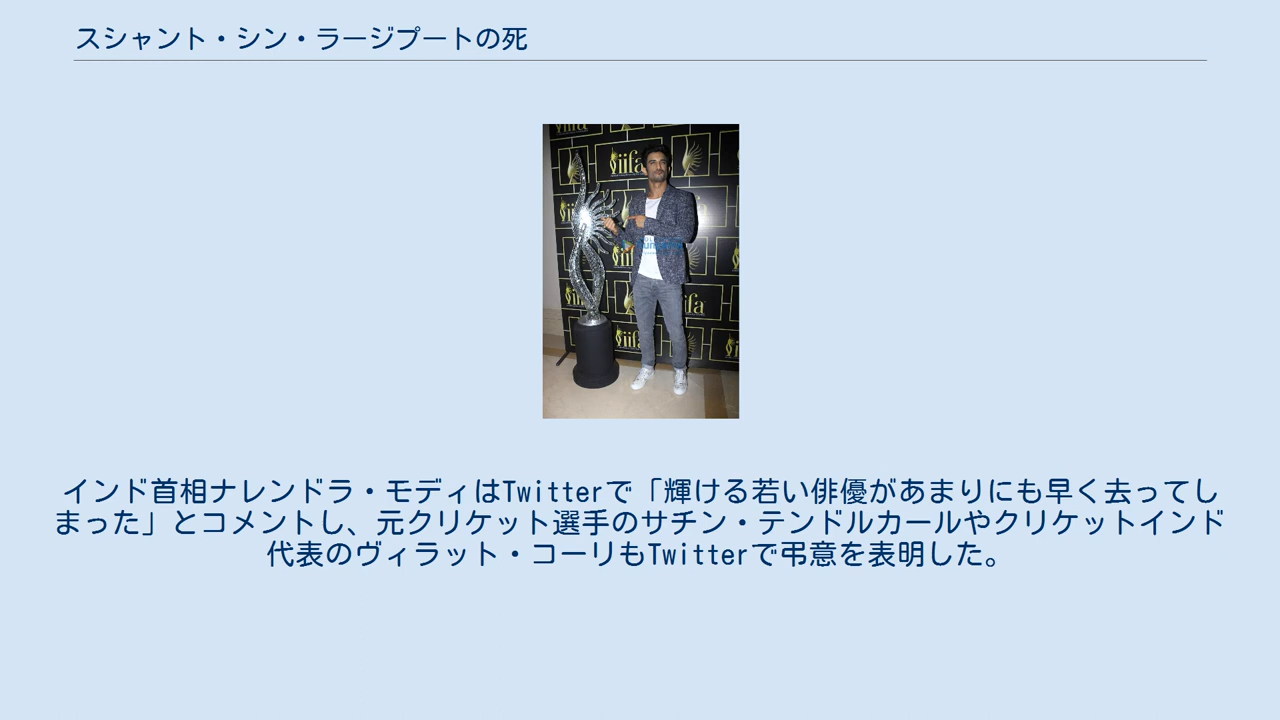 スシャント・シン・ラージプートの死
iifa
iifa
インド首相ナレンドラ・モディはTwitterで「輝ける若い俳優があまりにも早く去ってし
まった」とコメントし、元クリケット選手のサチン・テンドルカールやクリケットインド
代表のヴィラット・コーリもTwitterで弔意を表明した。